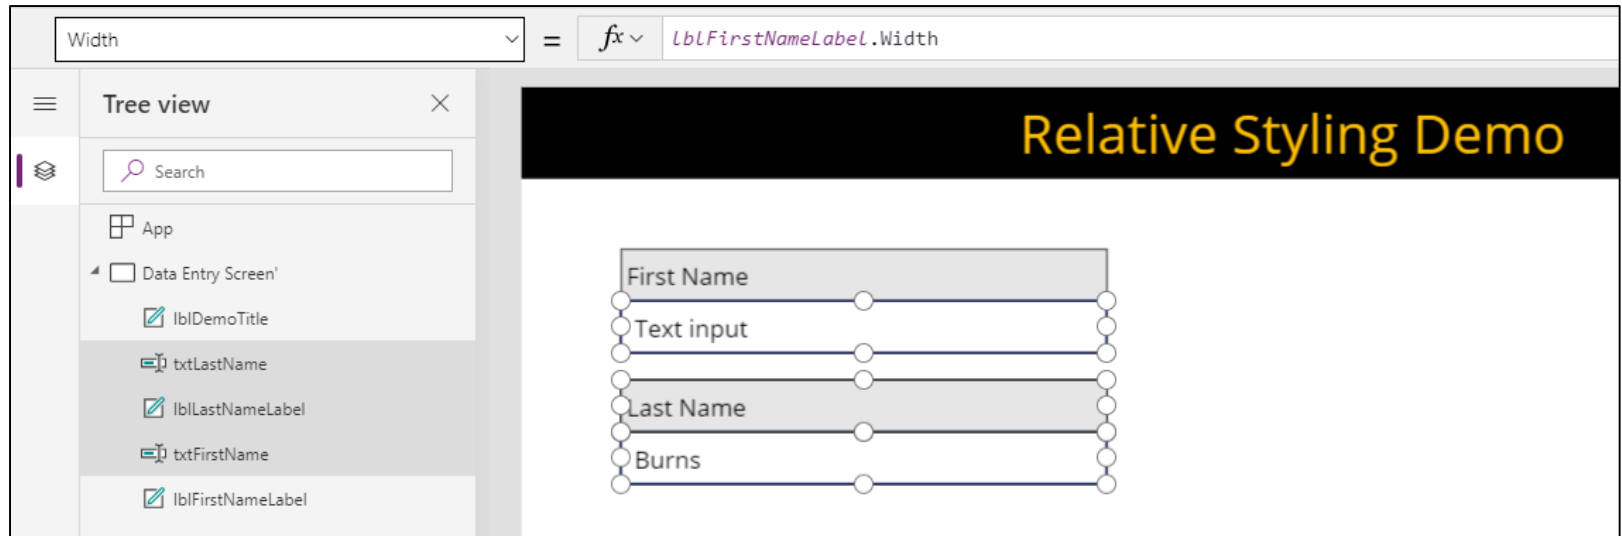 Width = fx lblFirstNameLabel.Width
Tree view
Search
App
Data Entry Screen'
lblDemoTitle
txtLastName
lblLastNameLabel
txtFirstName
lblFirstNameLabel
Relative Styling Demo
First Name
Text input
Last Name
Burns